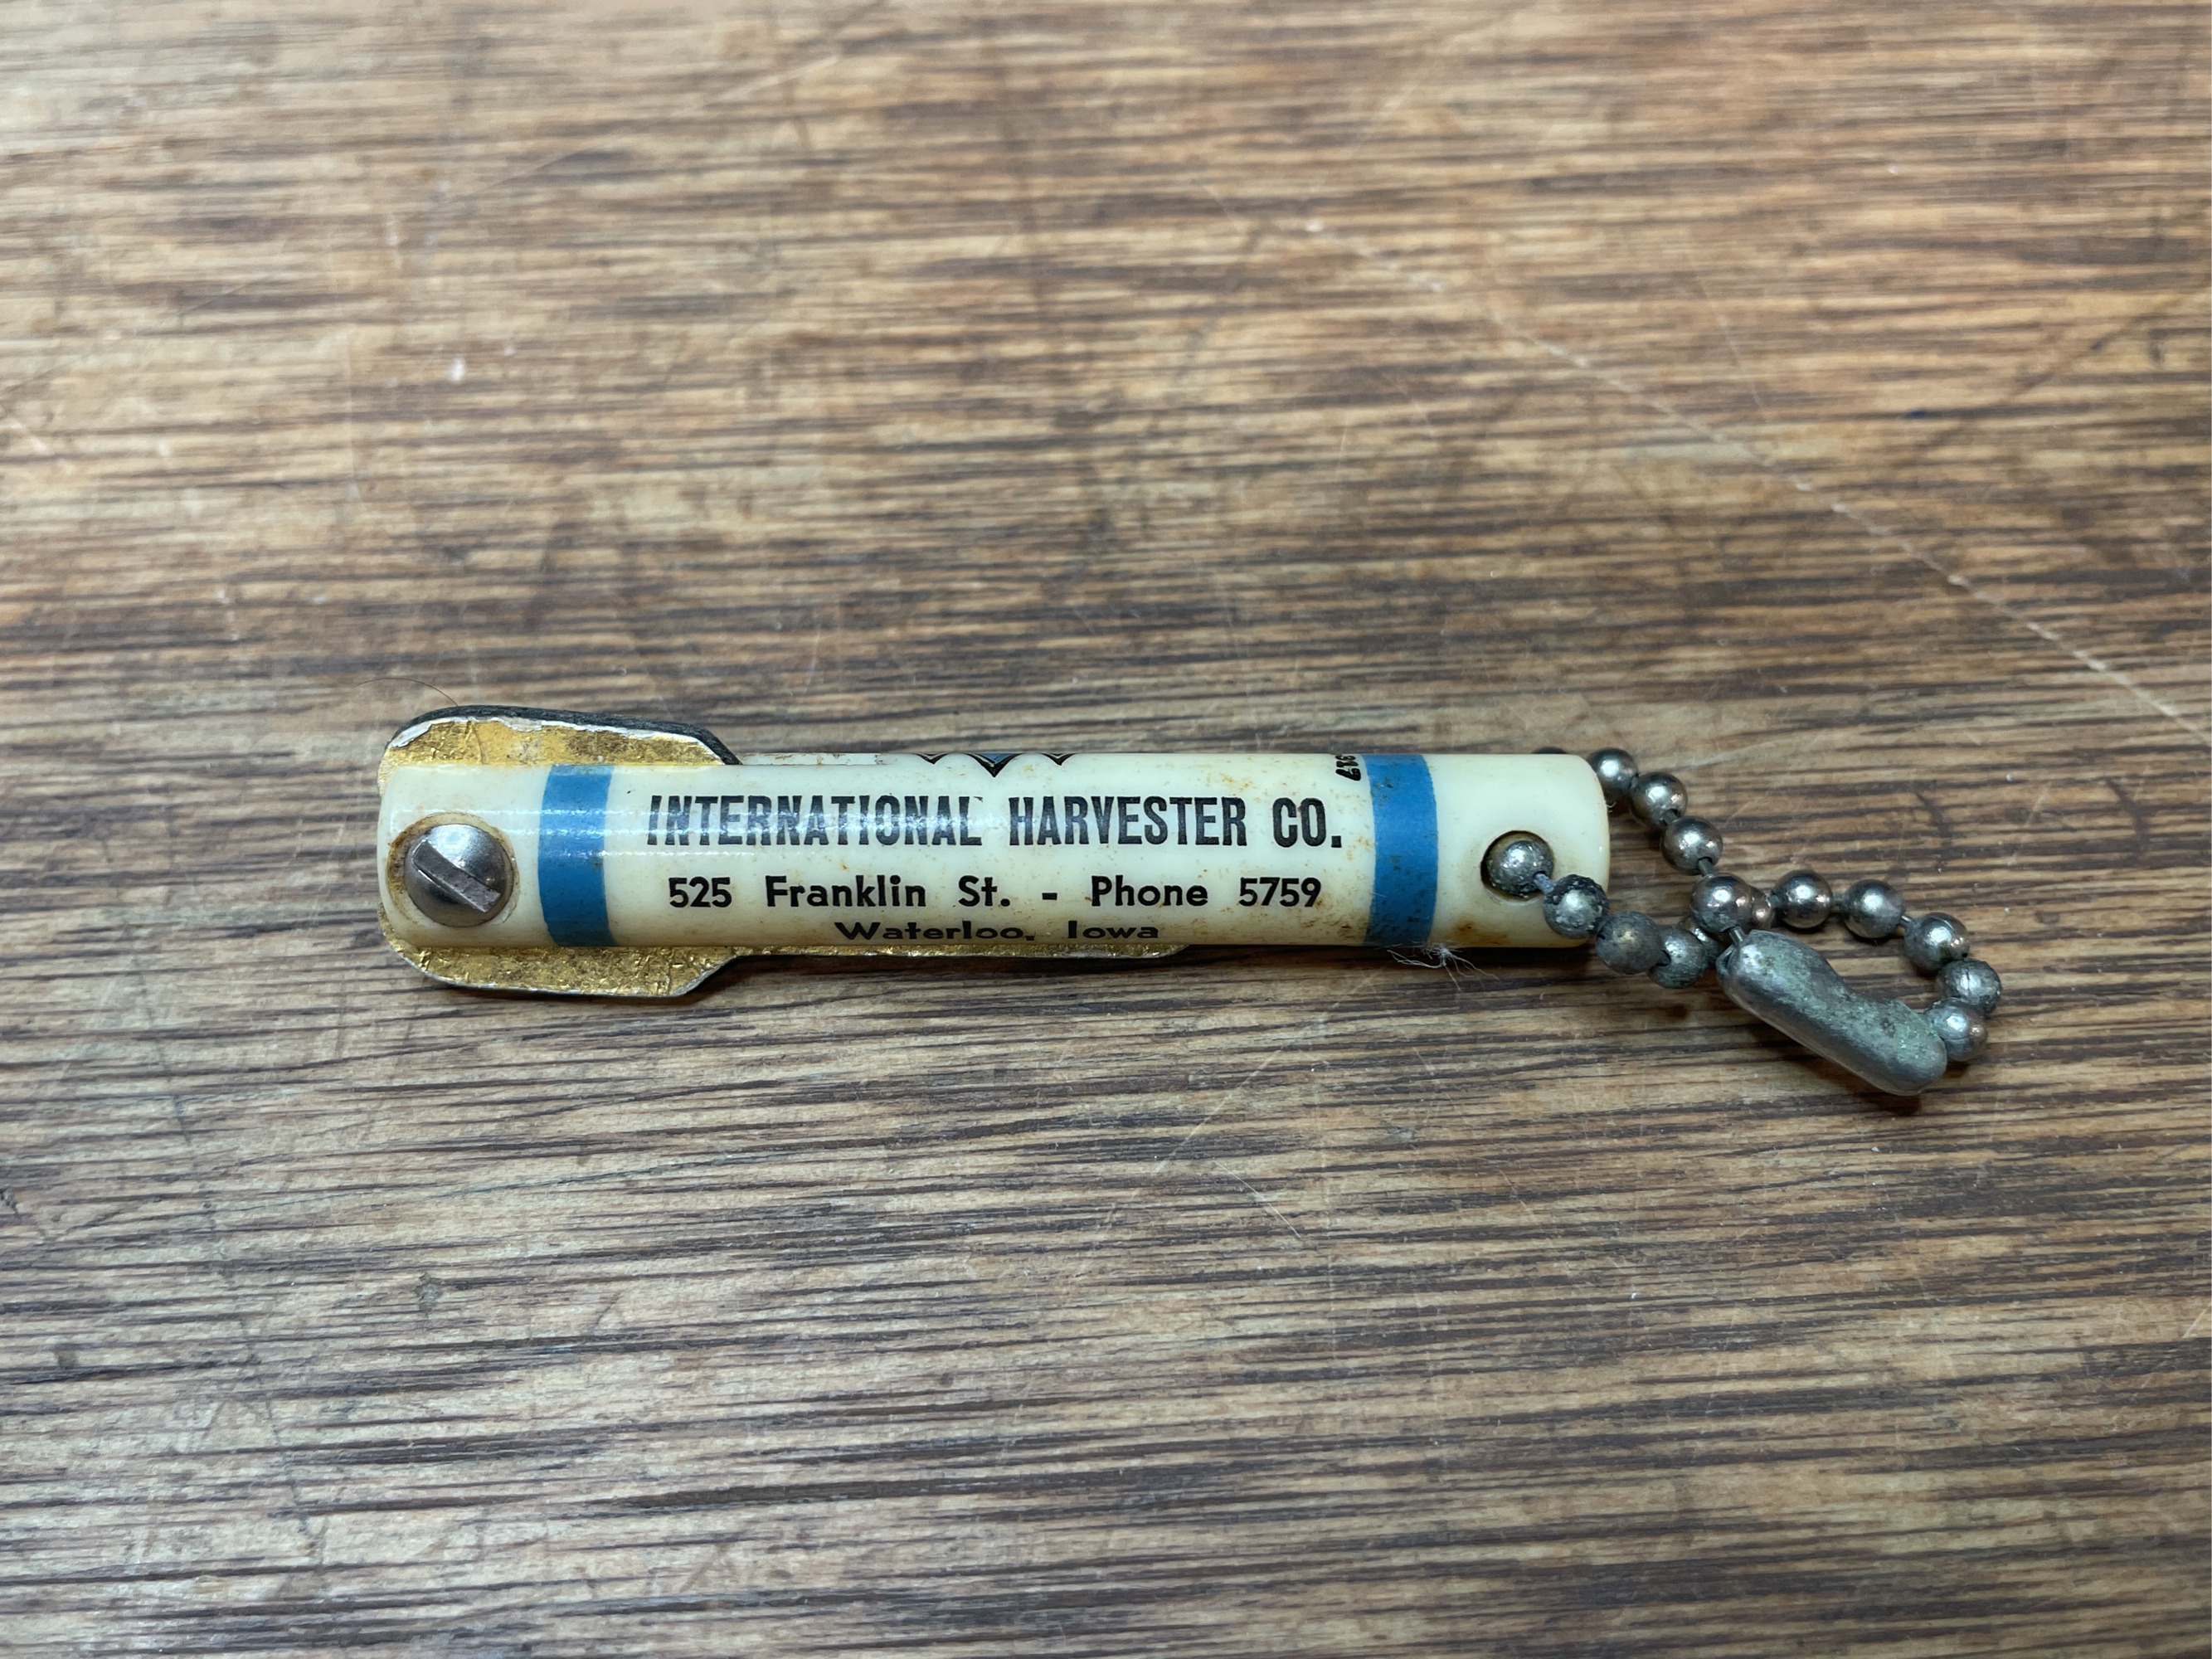 INTERNATIONAL HARVESTER CO.
525 Franklin St. - Phone 5759
Waterloo, Iowa